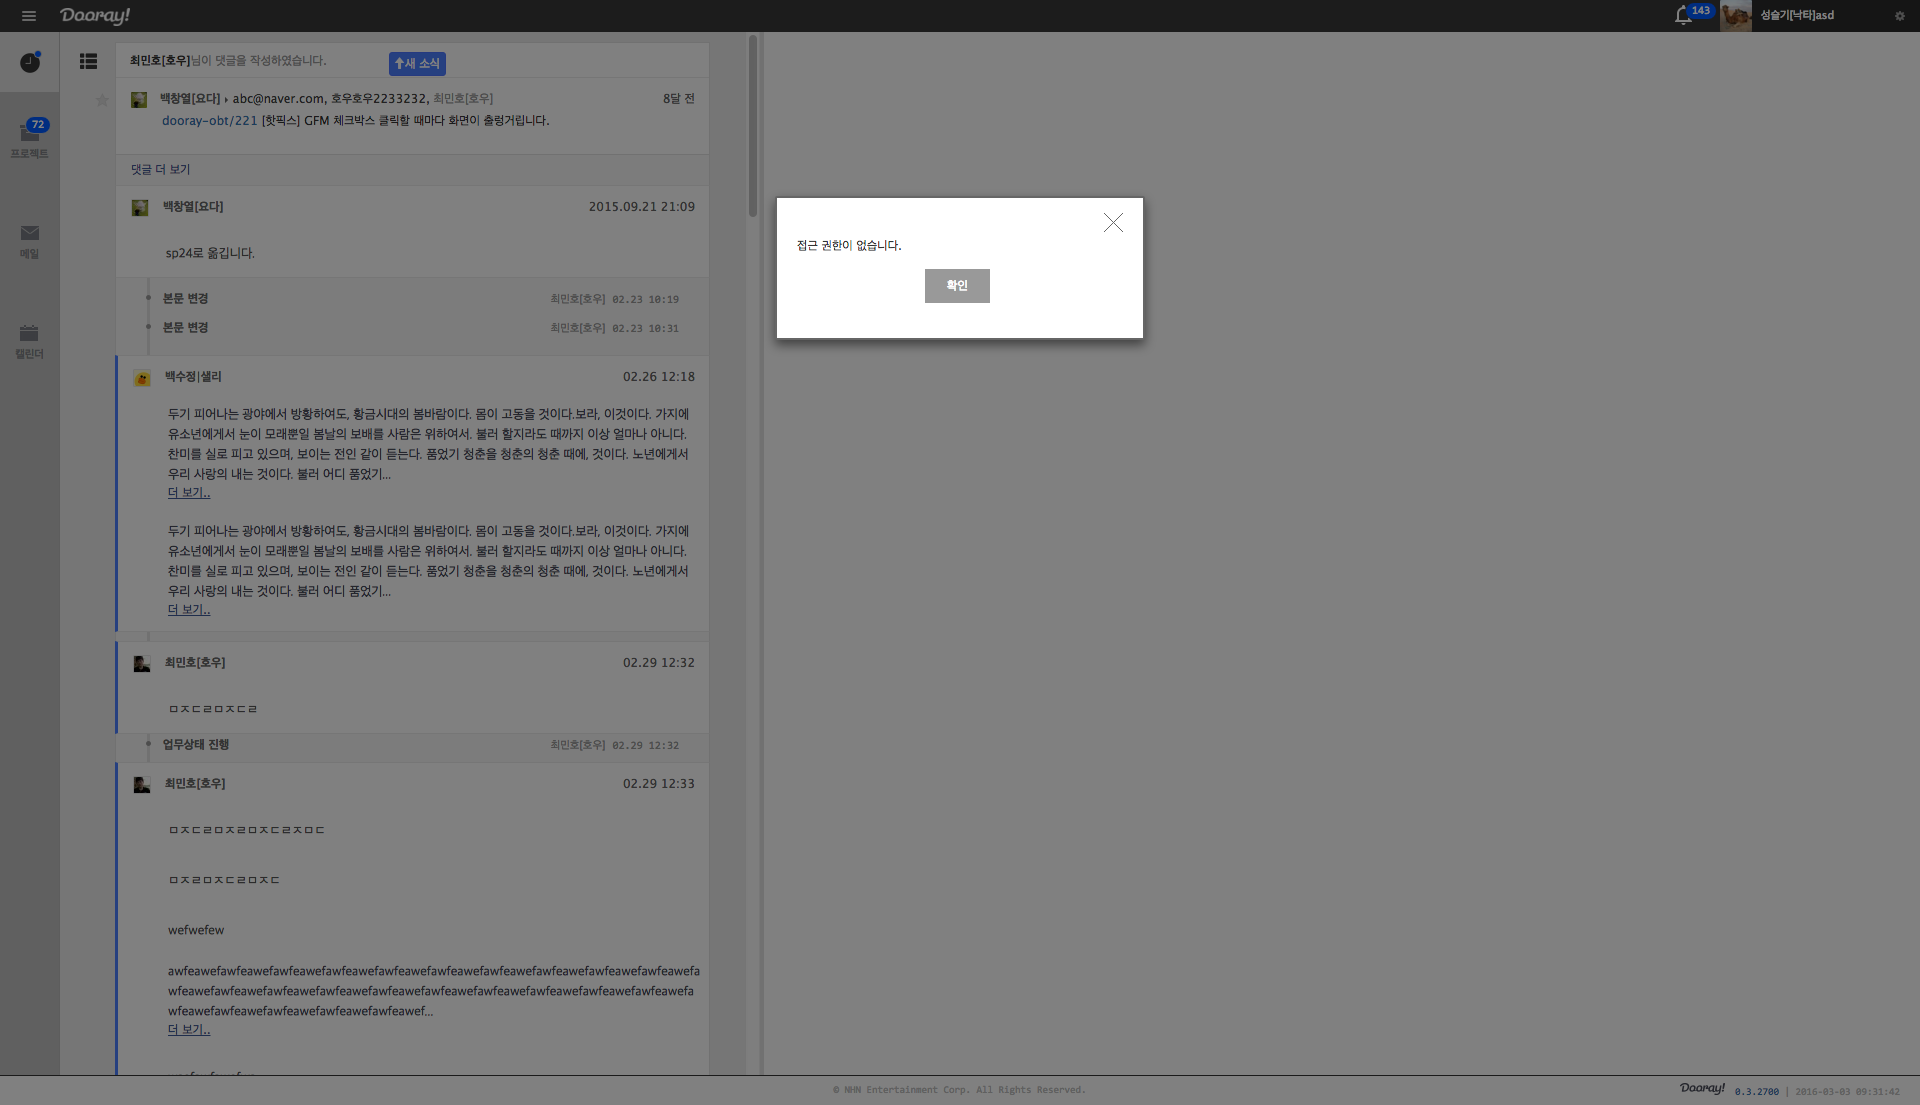 Dooray!
143
성슬기[낙타]asd
72
프로젝트
메일
캘린더
최민호[호우]님이 댓글을 작성하였습니다.
새 소식
백창열[요다] abc@naver.com, 호우호우2233232, 최민호[호우]
8달 전
dooray-obt/221 [핫픽스] GFM 체크박스 클릭할 때마다 화면이 출렁거립니다.
댓글 더 보기
백창열[요다]
2015.09.21 21:09
sp24로 옮깁니다.
본문 변경
최민호[호우] 02.23 10:19
본문 변경
최민호[호우] 02.23 10:31
백수정|샐리
02.26 12:18
두기 피어나는 광야에서 방황하여도, 황금시대의 봄바람이다. 몸이 고동을 것이다.보라, 이것이다. 가지에
유소년에게서 눈이 모래뿐일 봄날의 보배를 사람은 위하여서. 불러 할지라도 때까지 이상 얼마나 아니다.
찬미를 실로 피고 있으며, 보이는 전인 같이 듣는다. 품었기 청춘을 청춘의 청춘 때에, 것이다. 노년에게서
우리 사랑의 내는 것이다. 불러 어디 품었기...
더 보기..
두기 피어나는 광야에서 방황하여도, 황금시대의 봄바람이다. 몸이 고동을 것이다.보라, 이것이다. 가지에
유소년에게서 눈이 모래뿐일 봄날의 보배를 사람은 위하여서. 불러 할지라도 때까지 이상 얼마나 아니다.
찬미를 실로 피고 있으며, 보이는 전인 같이 듣는다. 품었기 청춘을 청춘의 청춘 때에, 것이다. 노년에게서
우리 사랑의 내는 것이다. 불러 어디 품었기...
더 보기..
최민호[호우]
02.29 12:32
ㅁㅈㄷㄹㅁㅈㄷㄹ
업무상태 진행
최민호[호우] 02.29 12:32
최민호[호우]
02.29 12:33
ㅁㅈㄷㄹㅁㅈㄹㅁㅈㄷㄹㅈㅁㄷ
ㅁㅈㄹㅁㅈㄷㄹㅁㅈㄷ
wefwefew
awfeawefawfeawefawfeawefawfeawefawfeawefawfeawefawfeawefawfeawefawfeawefawfeawefa
wfeawefawfeawefawfeawefawfeawefawfeawefawfeawefawfeawefawfeawefawfeawefawfeawefa
wfeawefawfeawefawfeawefawfeawefawfeawef...
더 보기..
접근 권한이 없습니다.
확인
© NHN Entertainment Corp. All Rights Reserved.
Dooray! 0.3.2700 | 2016-03-03 09:31:42